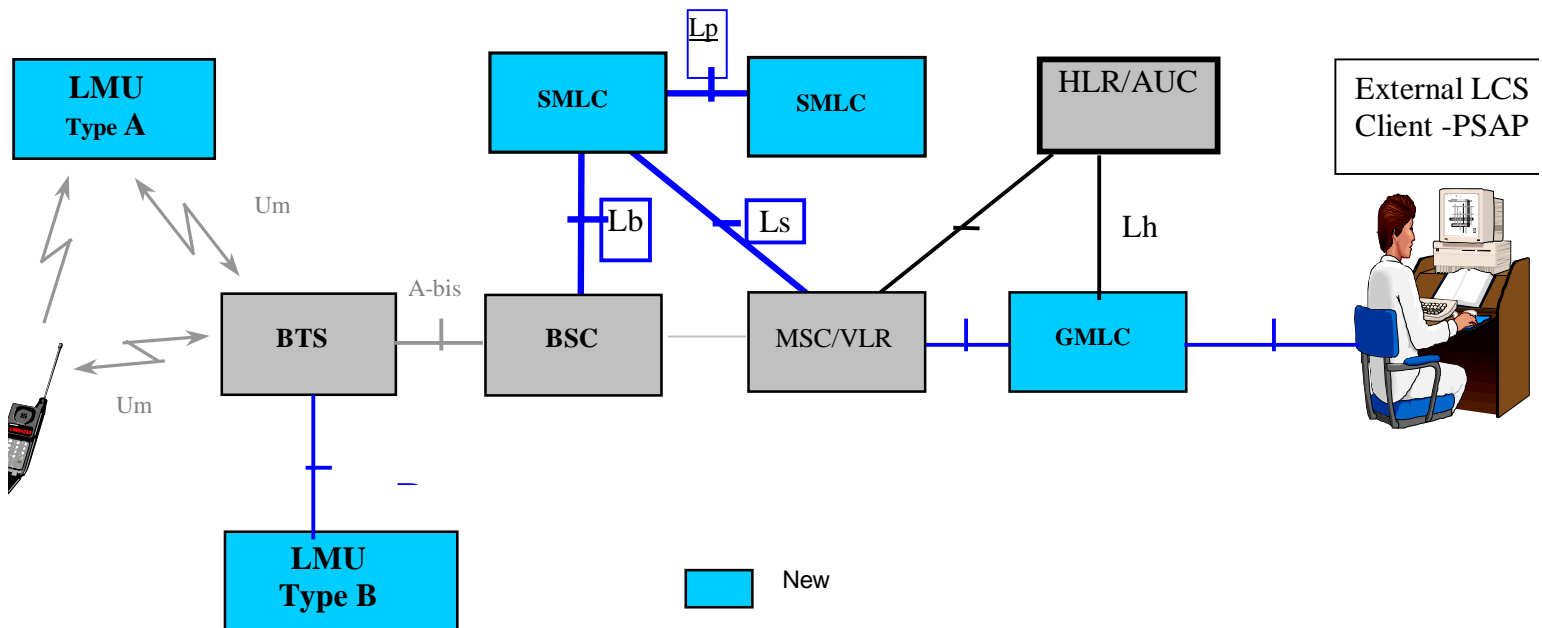 Lp
LMU
Type A
SMLC
SMLC
HLR/AUC
External LCS
Client -PSAP
Um
Lb
Ls
Lh
A-bis
BTS
BSC
MSC/VLR
GMLC
Um
LMU
Type B
New